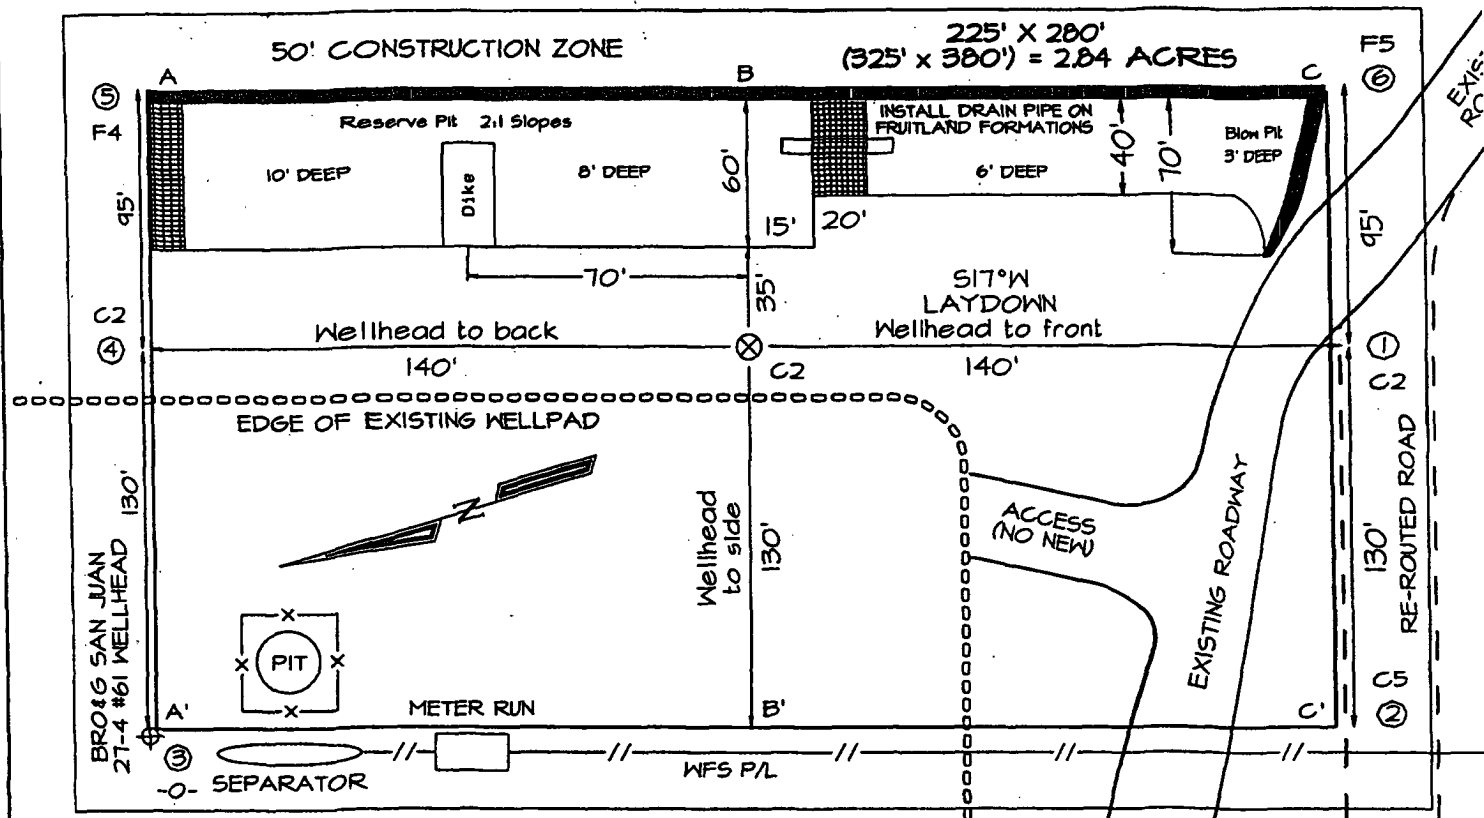 50' CONSTRUCTION ZONE
225' X 280'
(325' x 380') = 2.84 ACRES
F5
⑥
A
B
C
⑤
F4
Reserve Pit 2:1 Slopes
INSTALL DRAIN PIPE ON
FRUITLAND FORMATIONS
Blow Pit
3' DEEP
10' DEEP
Dike
8' DEEP
60'
6' DEEP
40'
70'
95'
15'
20'
95'
70'
35'
S17°W
LAYDOWN
C2
④
Wellhead to back
Wellhead to front
①
140'
C2
140'
C2
EDGE OF EXISTING WELLPAD
130'
N
Wellhead
to side
130'
ACCESS
(NO NEW)
EXISTING ROADWAY
130'
RE-ROUTED ROAD
BRO&G SAN JUAN
27-4 #61 WELLHEAD
PIT
C5
②
A'
METER RUN
B'
C'
③
-O- SEPARATOR
WFS P/L